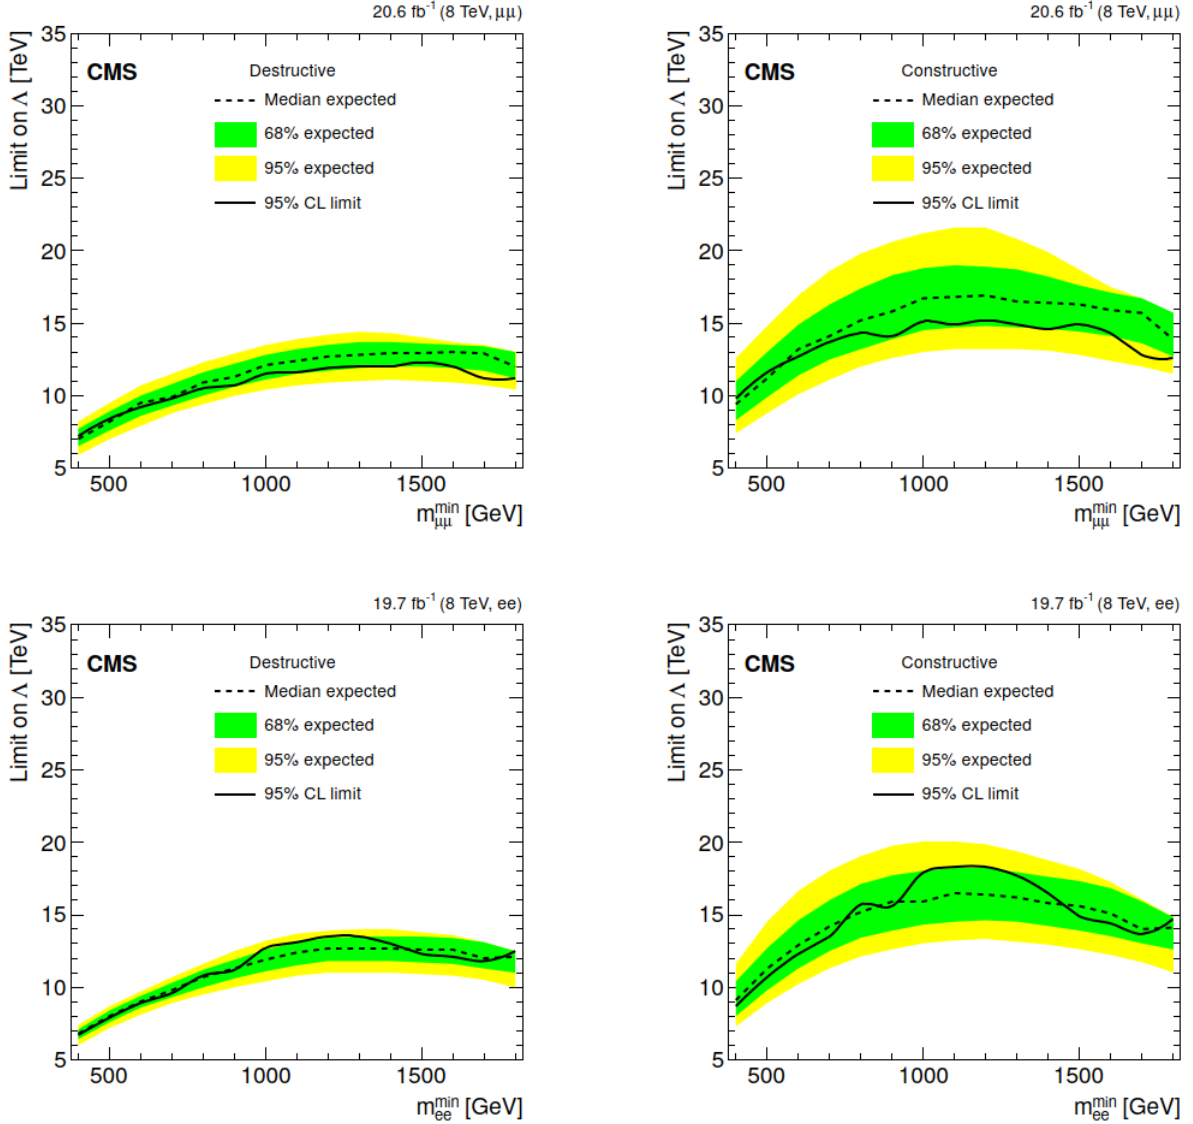 20.6 fb⁻¹ (8 TeV, μμ)
Limit on Λ [TeV]
CMS
Destructive
Median expected
68% expected
95% expected
95% CL limit
35
30
25
20
15
10
5
500
1000
1500
m_μμ^min [GeV]
20.6 fb⁻¹ (8 TeV, μμ)
Limit on Λ [TeV]
CMS
Constructive
Median expected
68% expected
95% expected
95% CL limit
35
30
25
20
15
10
5
500
1000
1500
m_μμ^min [GeV]
19.7 fb⁻¹ (8 TeV, ee)
Limit on Λ [TeV]
CMS
Destructive
Median expected
68% expected
95% expected
95% CL limit
35
30
25
20
15
10
5
500
1000
1500
m_ee^min [GeV]
19.7 fb⁻¹ (8 TeV, ee)
Limit on Λ [TeV]
CMS
Constructive
Median expected
68% expected
95% expected
95% CL limit
35
30
25
20
15
10
5
500
1000
1500
m_ee^min [GeV]